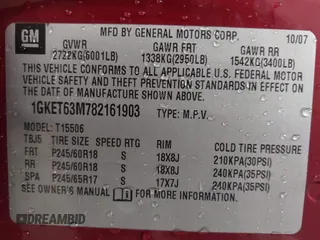 GM
MFD BY GENERAL MOTORS CORP. 10/07
GVWR GAWR FRT GAWR RR
2722KG(6001LB) 1338KG(2950LB) 1542KG(3400LB)
THIS VEHICLE CONFORMS TO ALL APPLICABLE U.S. FEDERAL MOTOR
VEHICLE SAFETY AND THEFT PREVENTION STANDARDS IN EFFECT ON
THE DATE OF MANUFACTURE SHOWN ABOVE.
1GKET63M782161903 TYPE: M.P.V.
MODEL: T15506
TBJ5 TIRE SIZE SPEED RTG RIM COLD TIRE PRESSURE
FRT P245/60R18 S 18X8J 210KPA(35PSI)
RR P245/60R18 S 18X8J 240KPA(35PSI)
SPA P245/65R17 S 17X7J 240KPA(35PSI)
SEE OWNER'S MANUAL FOR ADDITIONAL INFORMATION
DREAMBID